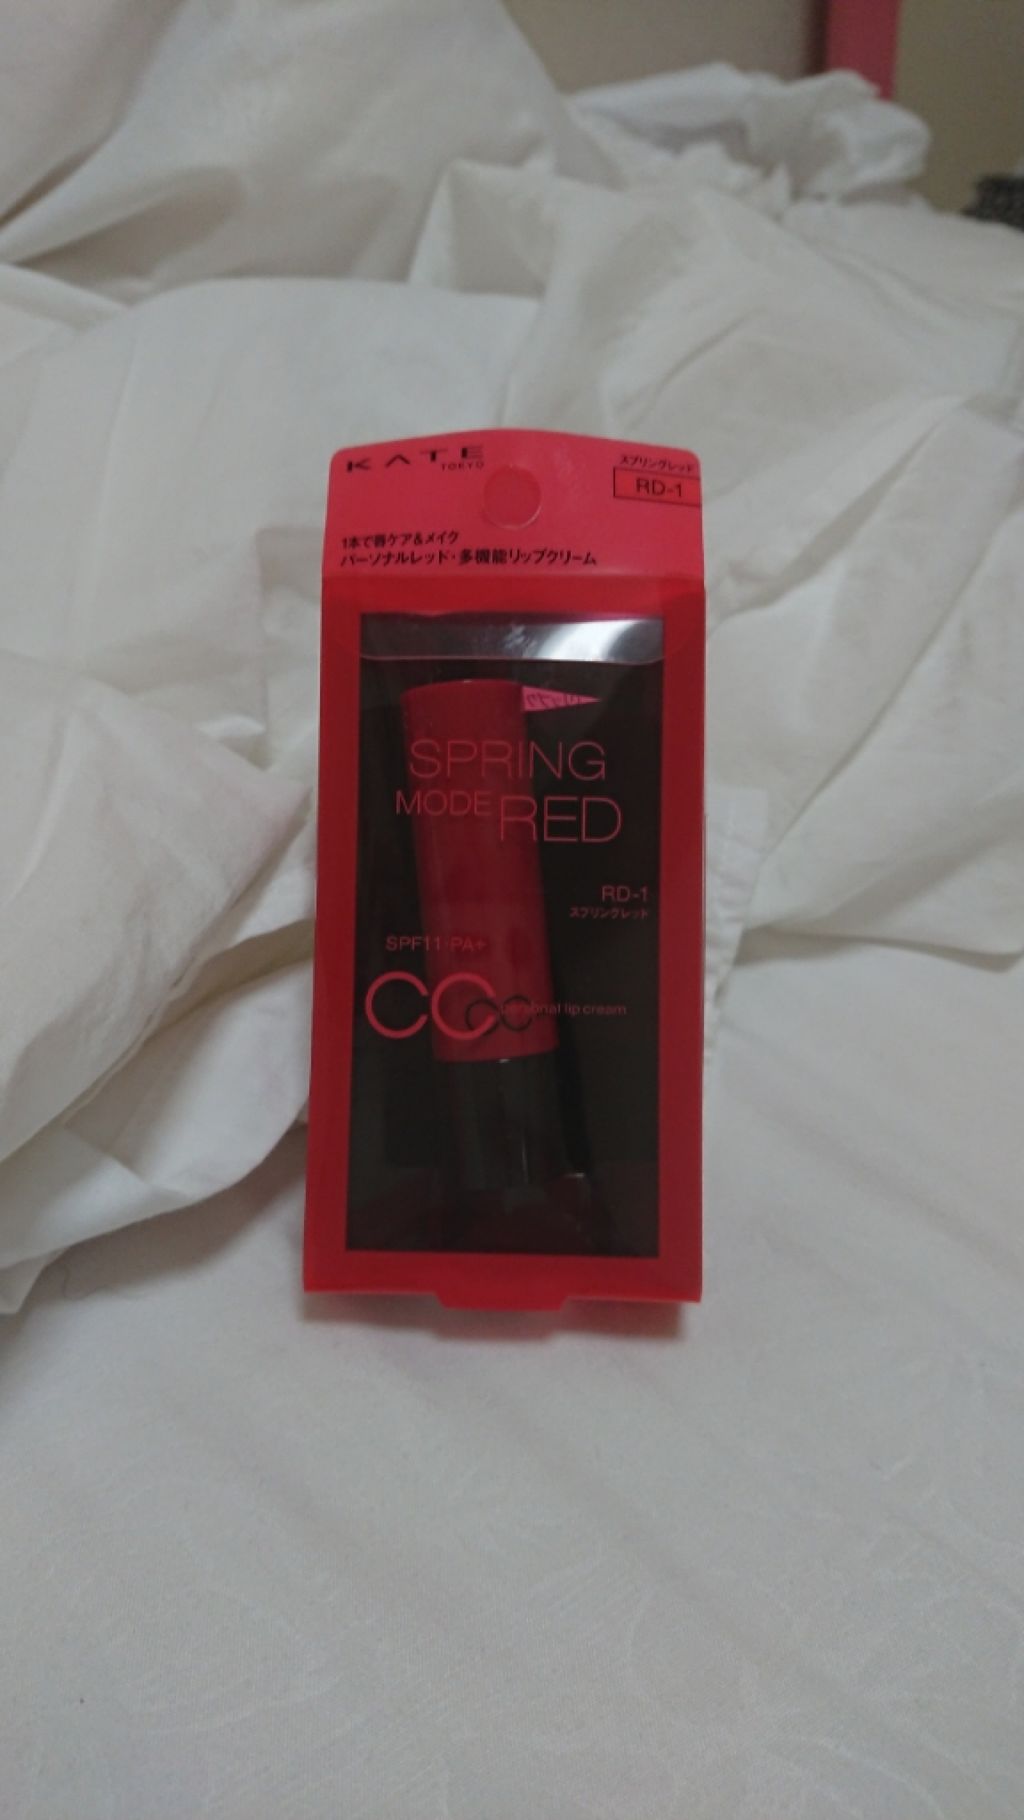 KATE
TOKYO
スプリングレッド
RD-1
1本で唇ケア&メイク
パーソナルレッド・多機能リップクリーム
SPRING
MODE RED
RD-1
スプリングレッド
SPF11・PA+
CC
CC personal lip cream